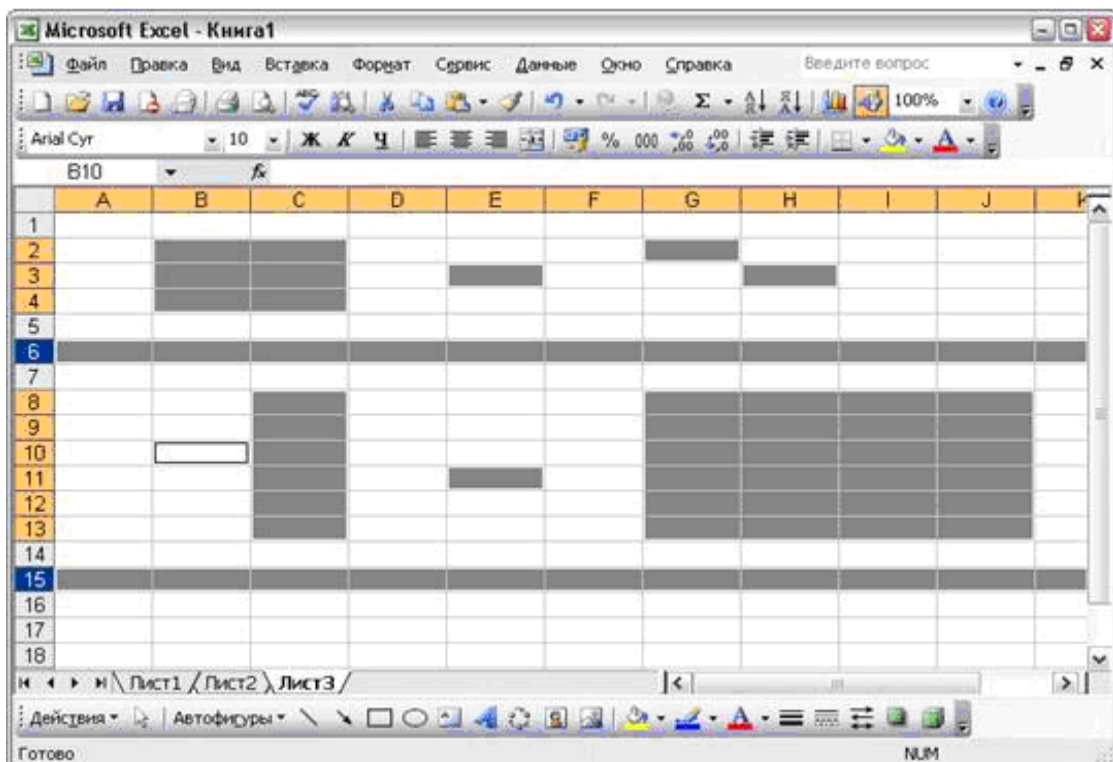 Microsoft Excel - Книга1
Файл Правка Вид Вставка Формат Сервис Данные Окно Справка Введите вопрос
Σ 100%
Arial Cyr 10 Ж К Ч % 000 ,00 ,00 A
B10 fx
A B C D E F G H I J K
1
2
3
4
5
6
7
8
9
10
11
12
13
14
15
16
17
18
Лист1 Лист2 Лист3
Действия Автофигуры A
Готово NUM